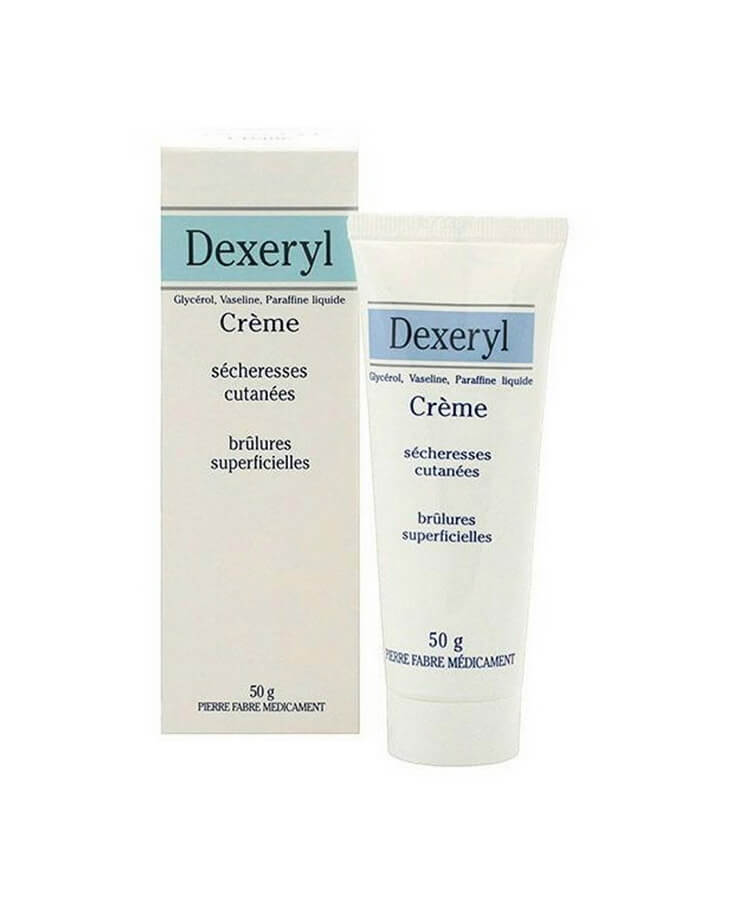 Dexeryl
Glycérol, Vaseline, Paraffine liquide
Crème
sécheresses
cutanées
brûlures
superficielles
50 g
PIERRE FABRE MEDICAMENT
Dexeryl
Glycérol, Vaseline, Paraffine liquide
Crème
sécheresses
cutanées
brûlures
superficielles
50 g
PIERRE FABRE MÉDICAMENT